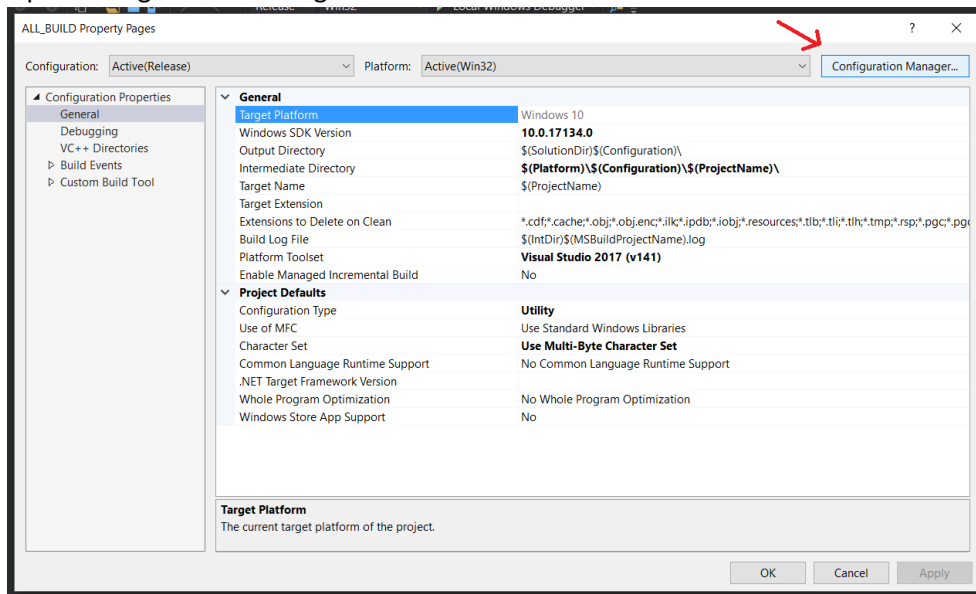 Release Win32 Local Windows Debugger
ALL_BUILD Property Pages ? ×
Configuration: Active(Release) Platform: Active(Win32) Configuration Manager...
Configuration Properties
General
Debugging
VC++ Directories
Build Events
Custom Build Tool
General
Target Platform Windows 10
Windows SDK Version 10.0.17134.0
Output Directory $(SolutionDir)$(Configuration)\
Intermediate Directory $(Platform)\$(Configuration)\$(ProjectName)\
Target Name $(ProjectName)
Target Extension
Extensions to Delete on Clean *.cdf;*.cache;*.obj;*.obj.enc;*.ilk;*.ipdb;*.iobj;*.resources;*.tlb;*.tli;*.tlh;*.tmp;*.rsp;*.pgc;*.pgd
Build Log File $(IntDir)$(MSBuildProjectName).log
Platform Toolset Visual Studio 2017 (v141)
Enable Managed Incremental Build No
Project Defaults
Configuration Type Utility
Use of MFC Use Standard Windows Libraries
Character Set Use Multi-Byte Character Set
Common Language Runtime Support No Common Language Runtime Support
.NET Target Framework Version
Whole Program Optimization No Whole Program Optimization
Windows Store App Support No
Target Platform
The current target platform of the project.
OK Cancel Apply